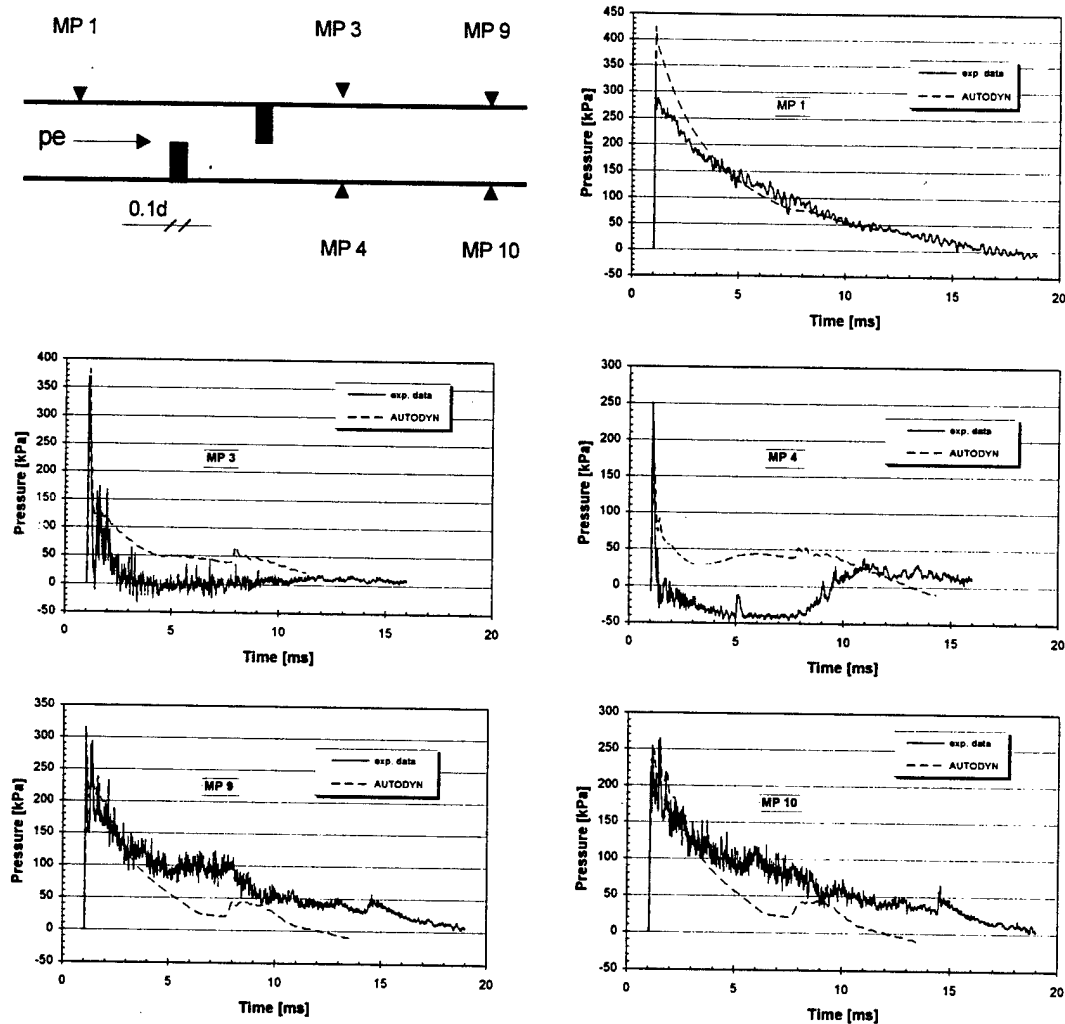 MP 1 MP 3 MP 9
pe
0.1d
MP 4 MP 10
450
400
350
300
250
200
150
100
50
0
-50
Pressure [kPa]
exp. data
AUTODYN
MP 1
0 5 10 15 20
Time [ms]
400
350
300
250
200
150
100
50
0
-50
Pressure [kPa]
exp. data
AUTODYN
MP 3
0 5 10 15 20
Time [ms]
300
250
200
150
100
50
0
-50
-100
Pressure [kPa]
exp. data
AUTODYN
MP 4
0 5 10 15 20
Time [ms]
350
300
250
200
150
100
50
0
-50
Pressure [kPa]
exp. data
AUTODYN
MP 9
0 5 10 15 20
Time [ms]
300
250
200
150
100
50
0
-50
Pressure [kPa]
exp. data
AUTODYN
MP 10
0 5 10 15 20
Time [ms]